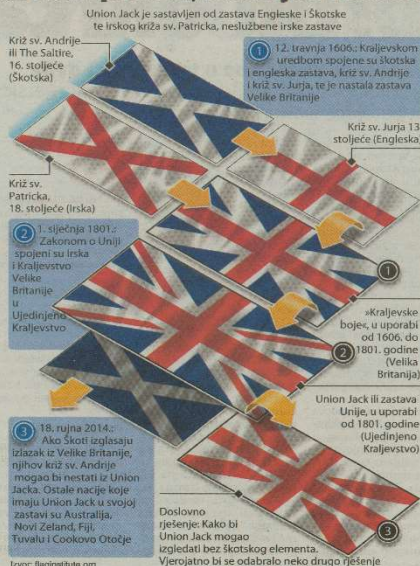 Union Jack je sastavljen od zastava Engleske i Škotske
te irskog križa sv. Patricka, neslužbene irske zastave
Križ sv. Andrije
ili The Saltire,
16. stoljeće
(Škotska)
1 12. travnja 1606.: Kraljevskom
uredbom spojene su škotska
i engleska zastava, križ sv. Andrije
i križ sv. Jurja, te je nastala zastava
Velike Britanije
Križ sv. Jurja 13.
stoljeće (Engleska)
Križ sv.
Patricka,
18. stoljeće (Irska)
2 1. siječnja 1801.:
Zakonom o Uniji
spojeni su Irska
i Kraljevstvo
Velike
Britanije
u
Ujedinjeno
Kraljevstvo
1
»Kraljevske
boje«, u uporabi
od 1606. do
1801. godine
(Velika
Britanija)
2
Union Jack ili zastava
Unije, u uporabi
od 1801. godine
(Ujedinjeno
Kraljevstvo)
3 18. rujna 2014.:
Ako Škoti izglasaju
izlazak iz Velike Britanije,
njihov križ sv. Andrije
mogao bi nestati iz Union
Jacka. Ostale nacije koje
imaju Union Jack u svojoj
zastavi su Australija,
Novi Zeland, Fiji,
Tuvalu i Cookovo Otočje
3
Doslovno
rješenje: Kako bi
Union Jack mogao
izgledati bez škotskog elementa.
Vjerojatno bi se odabralo neko drugo rješenje